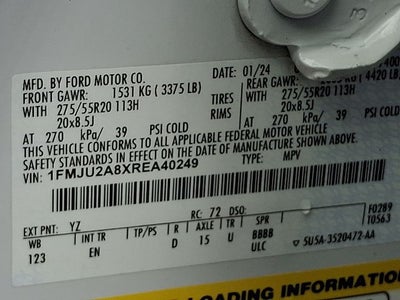 MFD. BY FORD MOTOR CO.
DATE: 01/24
FRONT GAWR: 1531 KG ( 3375 LB)
REAR GAWR: KG ( 4420 LB)
WITH 275/55R20 113H TIRES WITH 275/55R20 113H
20x8.5J RIMS 20x8.5J
AT 270 kPa/ 39 PSI COLD AT 270 kPa/ 39 PSI COLD
THIS VEHICLE CONFORMS TO ALL APPLICABLE FEDERAL MOTOR VEHICLE
SAFETY STANDARDS IN EFFECT ON THE DATE OF MANUFACTURE SHOWN ABOVE.
VIN: 1FMJU2A8XREA40249 TYPE: MPV
F0289
T0563
EXT PNT: YZ RC: 72 DSO:
WB INT TR TP/PS R AXLE TR SPR
123 EN D 15 U BBBB
ULC 5U5A-3520472-AA
LOADING INFORMATION